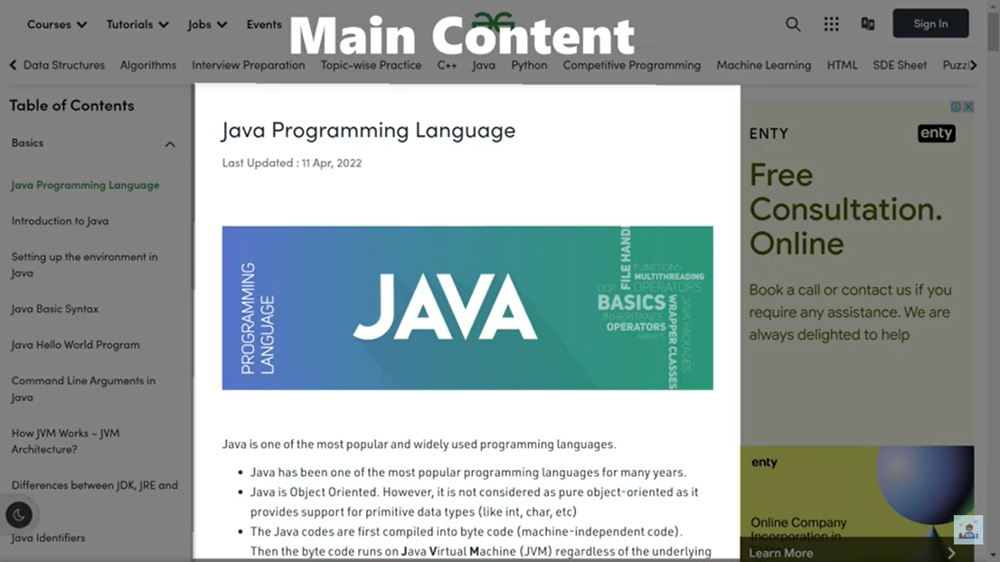 Main Content
Courses Tutorials Jobs Events
Sign In
Data Structures Algorithms Interview Preparation Topic-wise Practice C++ Java Python Competitive Programming Machine Learning HTML SDE Sheet Puzzl
Table of Contents
Basics
Java Programming Language
Introduction to Java
Setting up the environment in
Java
Java Basic Syntax
Java Hello World Program
Command Line Arguments in
Java
How JVM Works – JVM
Architecture?
Differences between JDK, JRE and
Java Identifiers
Java Programming Language
Last Updated : 11 Apr, 2022
PROGRAMMING
LANGUAGE
JAVA
FILE HANDI
FUNCTIONS
MULTITHREADING
OOP OPERATORS
BASICS
INHERITANCE
OPERATORS
ARRAYS
WRAPPER CLASSES
JAVA PACKAGES
Java is one of the most popular and widely used programming languages.
• Java has been one of the most popular programming languages for many years.
• Java is Object Oriented. However, it is not considered as pure object-oriented as it
provides support for primitive data types (like int, char, etc)
• The Java codes are first compiled into byte code (machine-independent code).
Then the byte code runs on Java Virtual Machine (JVM) regardless of the underlying
ENTY
enty
Free
Consultation.
Online
Book a call or contact us if you
require any assistance. We are
always delighted to help
enty
Online Company
Incorporation in
Learn More